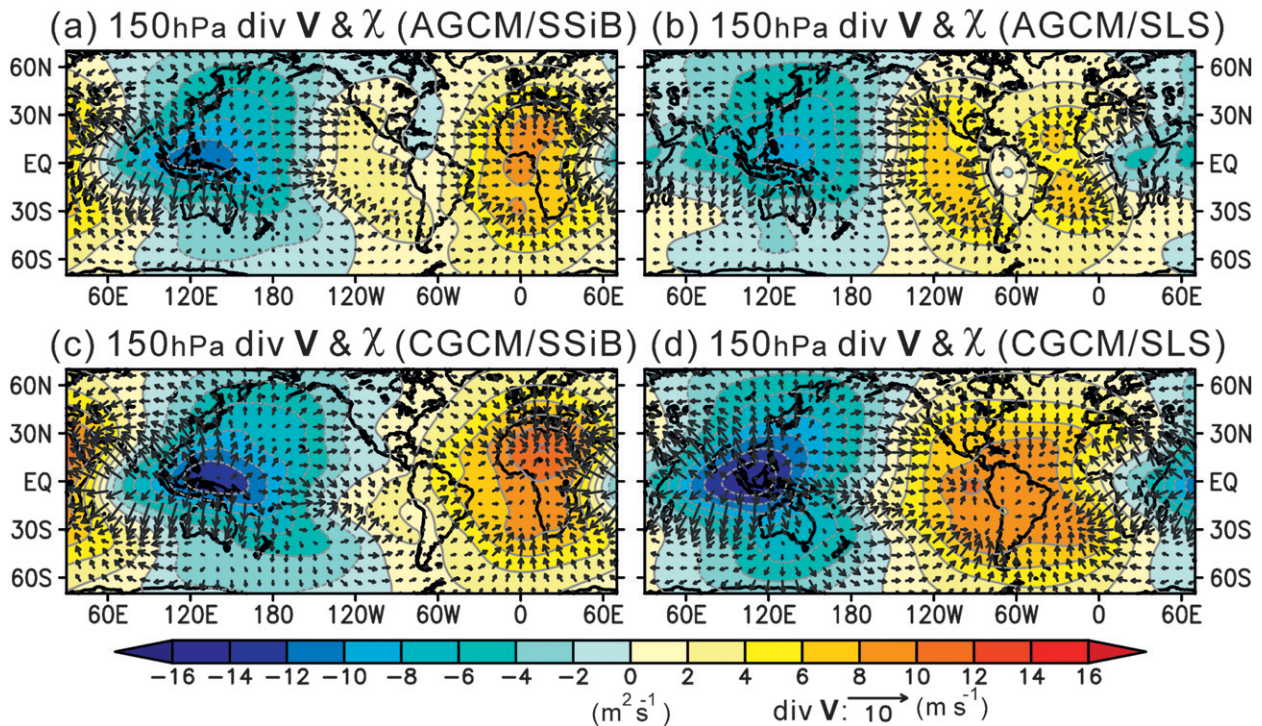 (a) 150hPa div V & χ (AGCM/SSiB) (b) 150hPa div V & χ (AGCM/SLS)
60N 60N
30N 30N
EQ EQ
30S 30S
60S 60S
60E 120E 180 120W 60W 0 60E 60E 120E 180 120W 60W 0 60E
(c) 150hPa div V & χ (CGCM/SSiB) (d) 150hPa div V & χ (CGCM/SLS)
60N 60N
30N 30N
EQ EQ
30S 30S
60S 60S
60E 120E 180 120W 60W 0 60E 60E 120E 180 120W 60W 0 60E
−16 −14 −12 −10 −8 −6 −4 −2 0 2 4 6 8 10 12 14 16
(m² s⁻¹) div V: 10 (m s⁻¹)